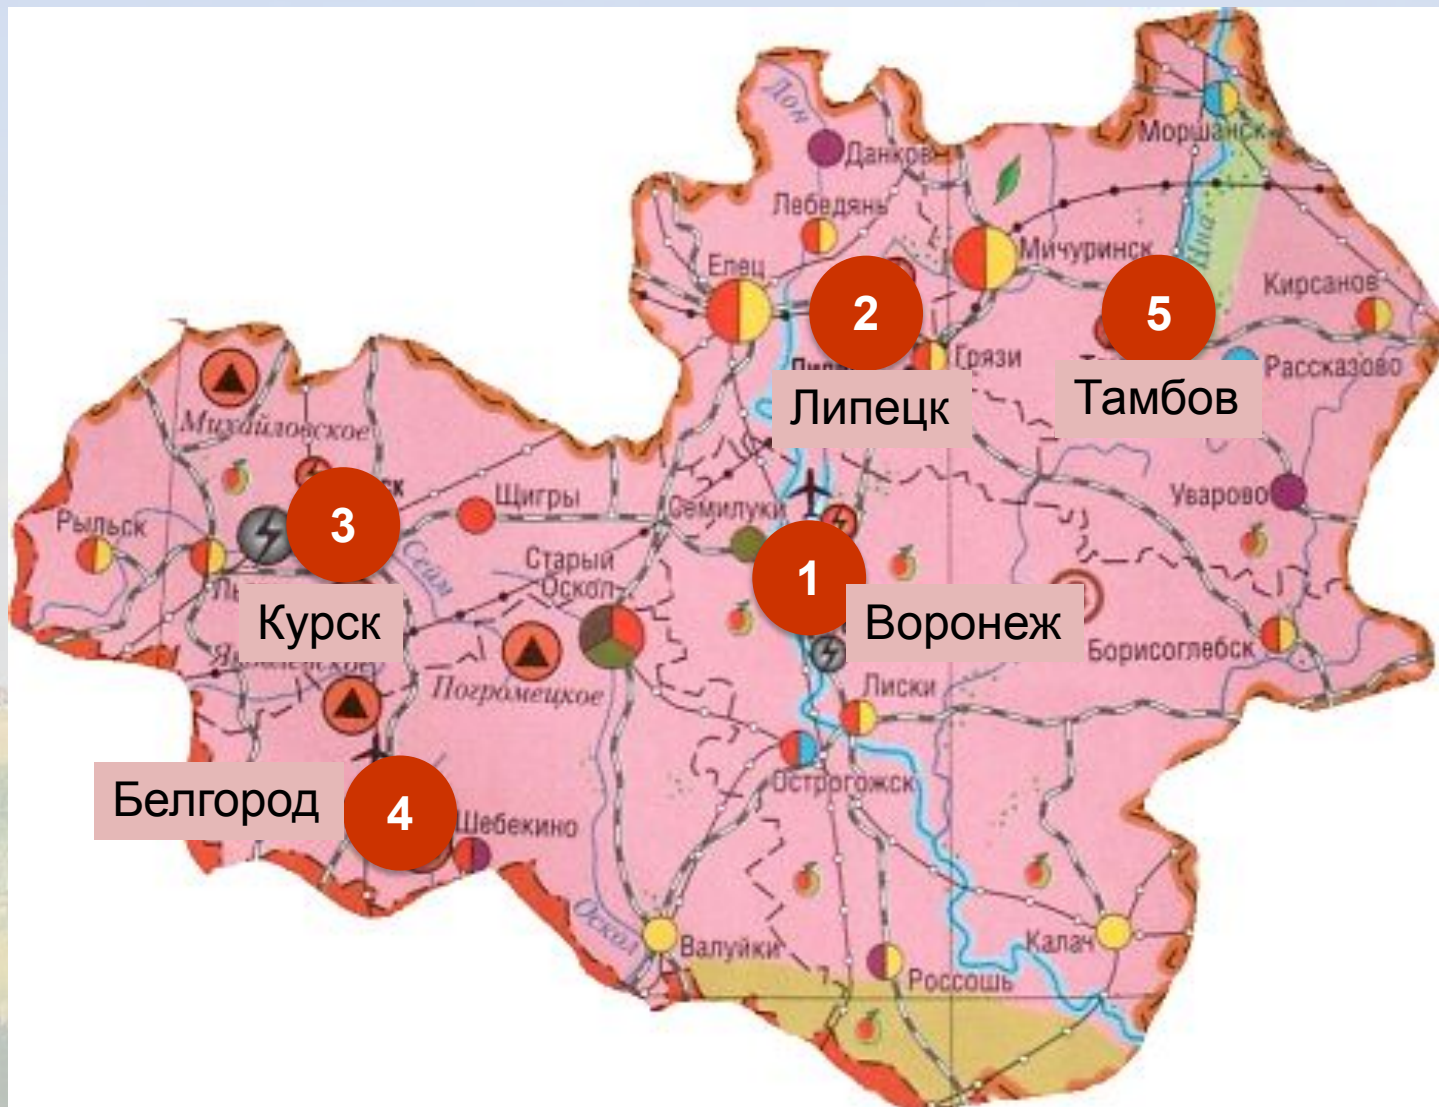 Дон
Моршанск
Данков
Лебедянь
Цна
Мичуринск
Елец
Кирсанов
2
5
Грязи
Рассказово
Липецк
Тамбов
Михайловское
Щигры
Семилуки
Уварово
Рыльск
3
Сейм
Старый
Оскол
1
Курск
Воронеж
Борисоглебск
Погромецкое
Лиски
Острогожск
Белгород
4
Шебекино
Оскол
Валуйки
Калач
Россошь